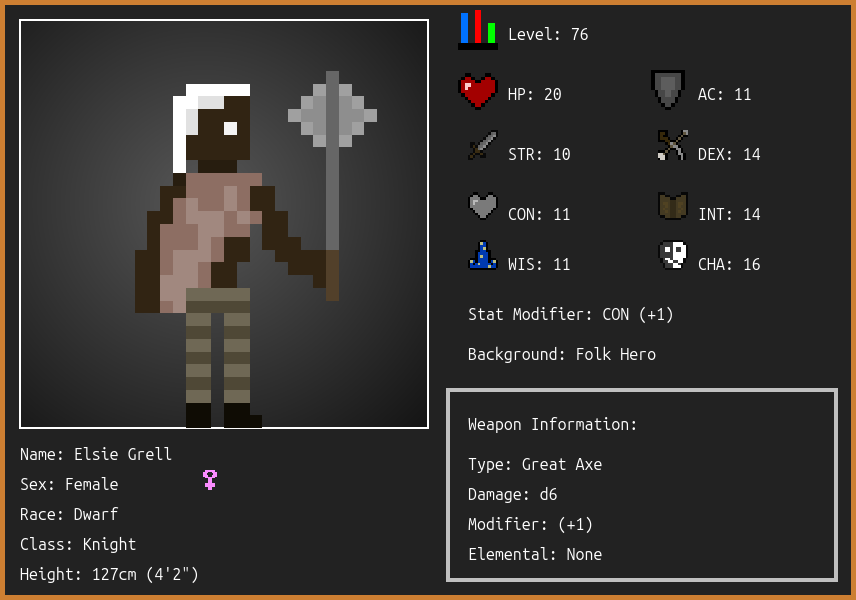 Level: 76
HP: 20
AC: 11
STR: 10
DEX: 14
CON: 11
INT: 14
WIS: 11
CHA: 16
Stat Modifier: CON (+1)
Background: Folk Hero
Weapon Information:
Type: Great Axe
Damage: d6
Modifier: (+1)
Elemental: None
Name: Elsie Grell
Sex: Female
Race: Dwarf
Class: Knight
Height: 127cm (4'2")